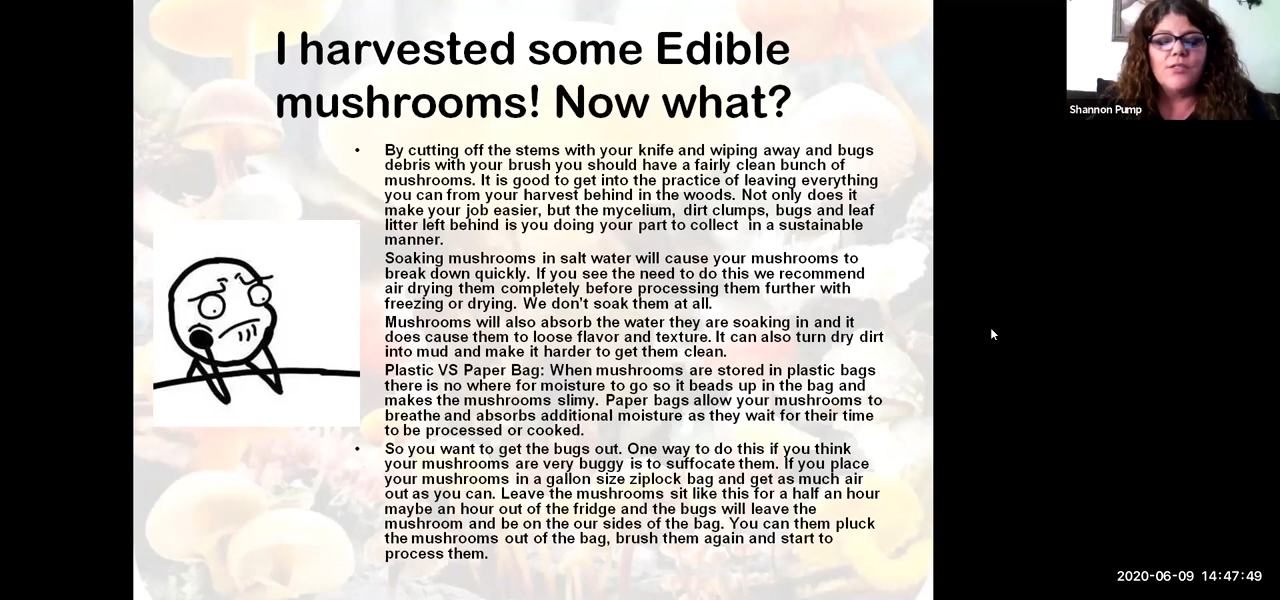 I harvested some Edible
mushrooms! Now what?
• By cutting off the stems with your knife and wiping away and bugs
debris with your brush you should have a fairly clean bunch of
mushrooms. It is good to get into the practice of leaving everything
you can from your harvest behind in the woods. Not only does it
make your job easier, but the mycelium, dirt clumps, bugs and leaf
litter left behind is you doing your part to collect in a sustainable
manner.
Soaking mushrooms in salt water will cause your mushrooms to
break down quickly. If you see the need to do this we recommend
air drying them completely before processing them further with
freezing or drying. We don't soak them at all.
Mushrooms will also absorb the water they are soaking in and it
does cause them to loose flavor and texture. It can also turn dry dirt
into mud and make it harder to get them clean.
Plastic VS Paper Bag: When mushrooms are stored in plastic bags
there is no where for moisture to go so it beads up in the bag and
makes the mushrooms slimy. Paper bags allow your mushrooms to
breathe and absorbs additional moisture as they wait for their time
to be processed or cooked.
• So you want to get the bugs out. One way to do this if you think
your mushrooms are very buggy is to suffocate them. If you place
your mushrooms in a gallon size ziplock bag and get as much air
out as you can. Leave the mushrooms sit like this for a half an hour
maybe an hour out of the fridge and the bugs will leave the
mushroom and be on the our sides of the bag. You can them pluck
the mushrooms out of the bag, brush them again and start to
process them.
Shannon Pump
2020-06-09 14:47:49